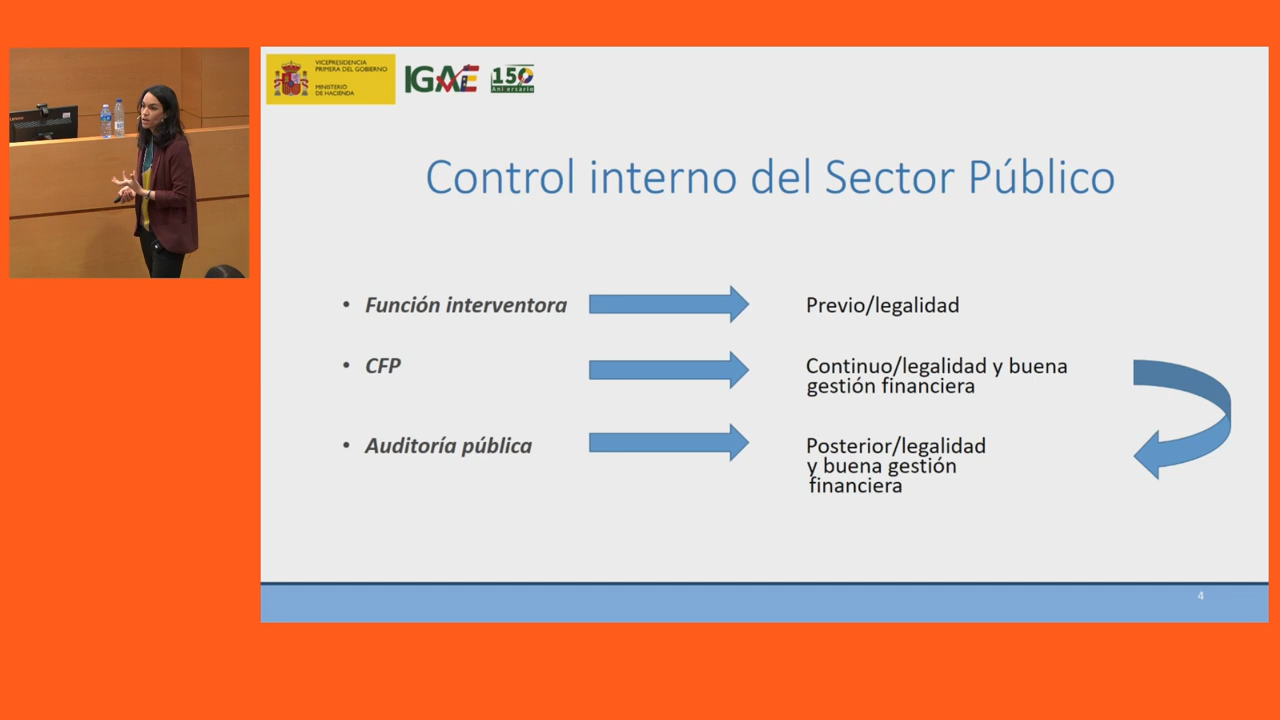 VICEPRESIDENCIA
PRIMERA DEL GOBIERNO
MINISTERIO
DE HACIENDA
IGAE
150
Aniversario
Control interno del Sector Público
• Función interventora
Previo/legalidad
• CFP
Continuo/legalidad y buena
gestión financiera
• Auditoría pública
Posterior/legalidad
y buena gestión
financiera
4